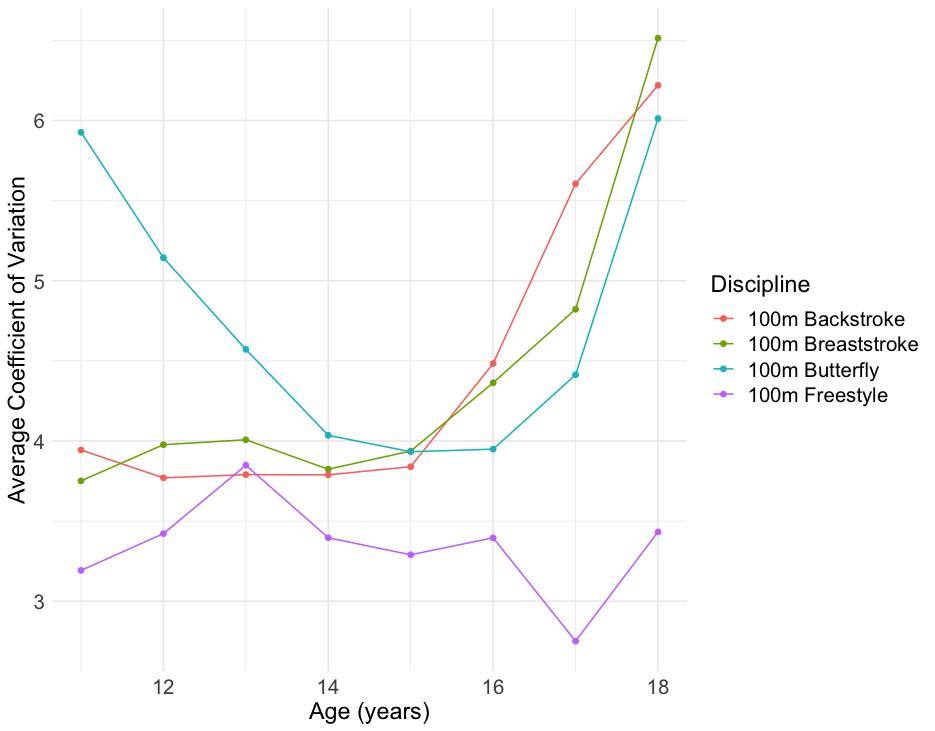 Average Coefficient of Variation
6
5
4
3
12
14
16
18
Age (years)
Discipline
100m Backstroke
100m Breaststroke
100m Butterfly
100m Freestyle